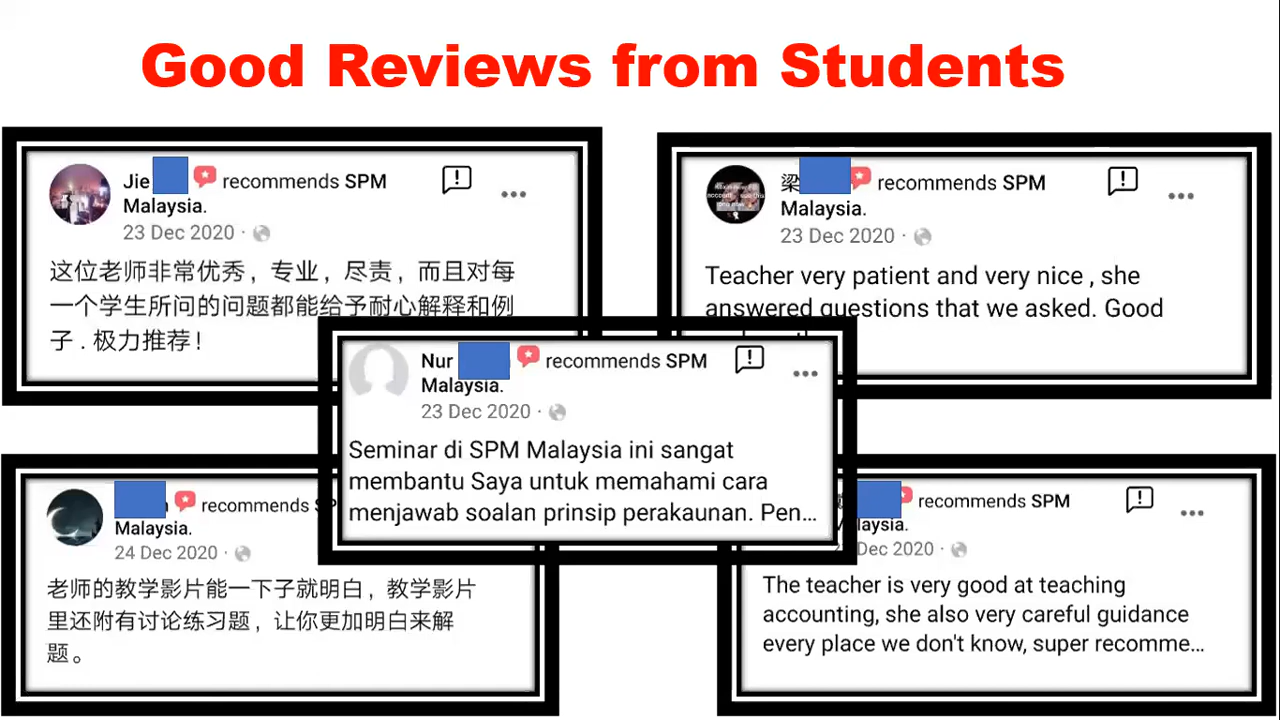 Good Reviews from Students
Jie recommends SPM
Malaysia.
23 Dec 2020 ·
这位老师非常优秀，专业，尽责，而且对每
一个学生所问的问题都能给予耐心解释和例
子 . 极力推荐！
梁 recommends SPM
Malaysia.
23 Dec 2020 ·
Teacher very patient and very nice , she
answered questions that we asked. Good
Nur recommends SPM
Malaysia.
23 Dec 2020 ·
Seminar di SPM Malaysia ini sangat
membantu Saya untuk memahami cara
menjawab soalan prinsip perakaunan. Pen...
recommends
Malaysia.
24 Dec 2020 ·
老师的教学影片能一下子就明白，教学影片
里还附有讨论练习题，让你更加明白来解
题。
recommends SPM
Dec 2020 ·
The teacher is very good at teaching
accounting, she also very careful guidance
every place we don't know, super recomme...